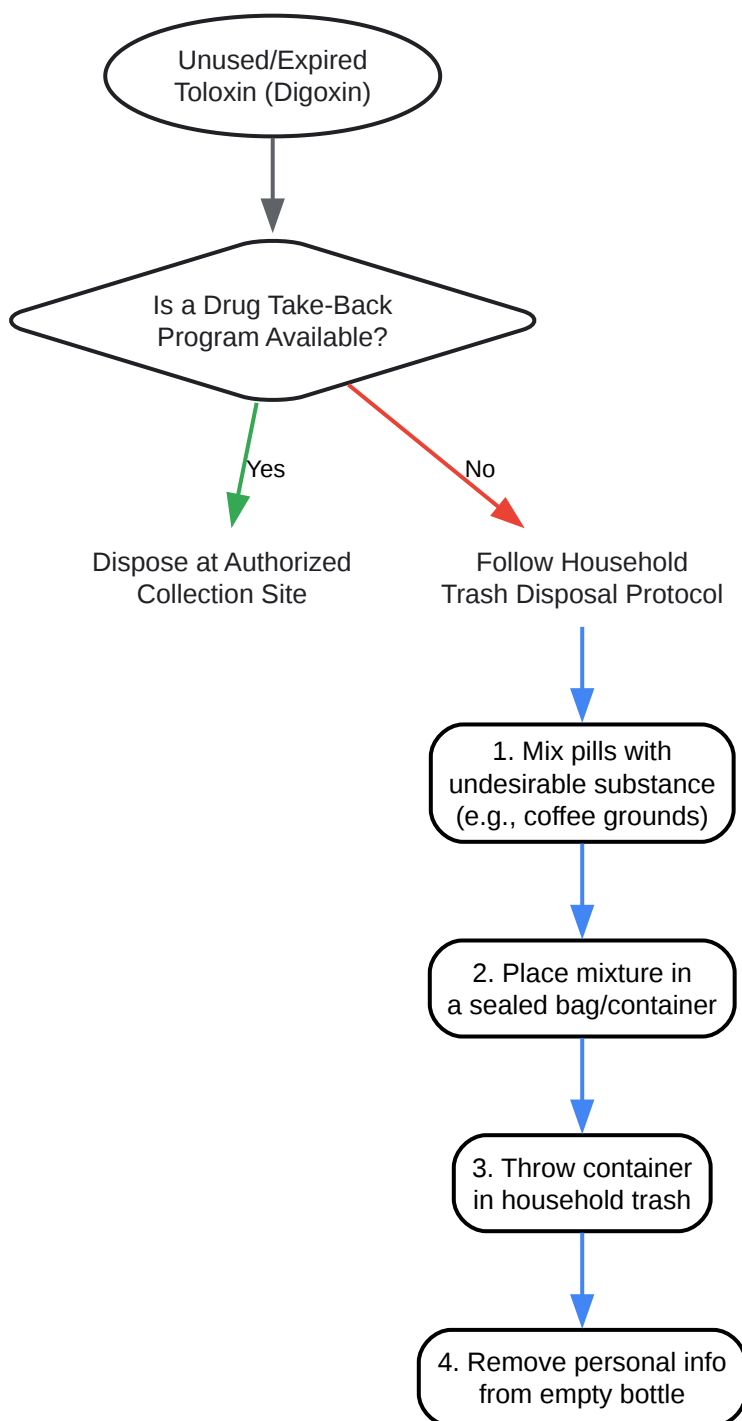 Unused/Expired
Toloxin (Digoxin)
Is a Drug Take-Back
Program Available?
Yes
No
Dispose at Authorized
Collection Site
Follow Household
Trash Disposal Protocol
1. Mix pills with
undesirable substance
(e.g., coffee grounds)
2. Place mixture in
a sealed bag/container
3. Throw container
in household trash
4. Remove personal info
from empty bottle